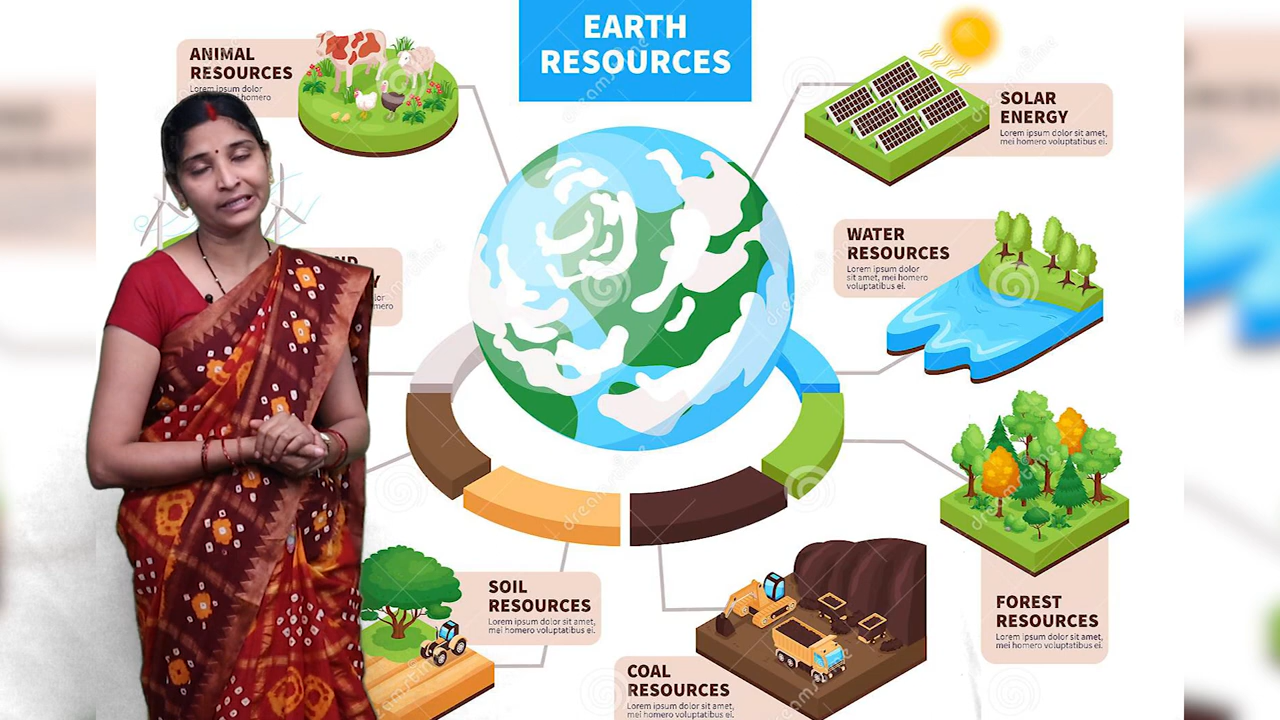 EARTH
RESOURCES
ANIMAL
RESOURCES
Lorem ipsum dolor
homero
SOLAR
ENERGY
Lorem ipsum dolor sit amet,
mei homero voluptatibus ei.
WATER
RESOURCES
Lorem ipsum dolor
sit amet, mei homero
voluptatibus ei.
FOREST
RESOURCES
Lorem ipsum dolor sit amet,
mei homero voluptatibus ei.
SOIL
RESOURCES
Lorem ipsum dolor sit amet,
mei homero voluptatibus ei.
COAL
RESOURCES
Lorem ipsum dolor sit amet,
dreamstime